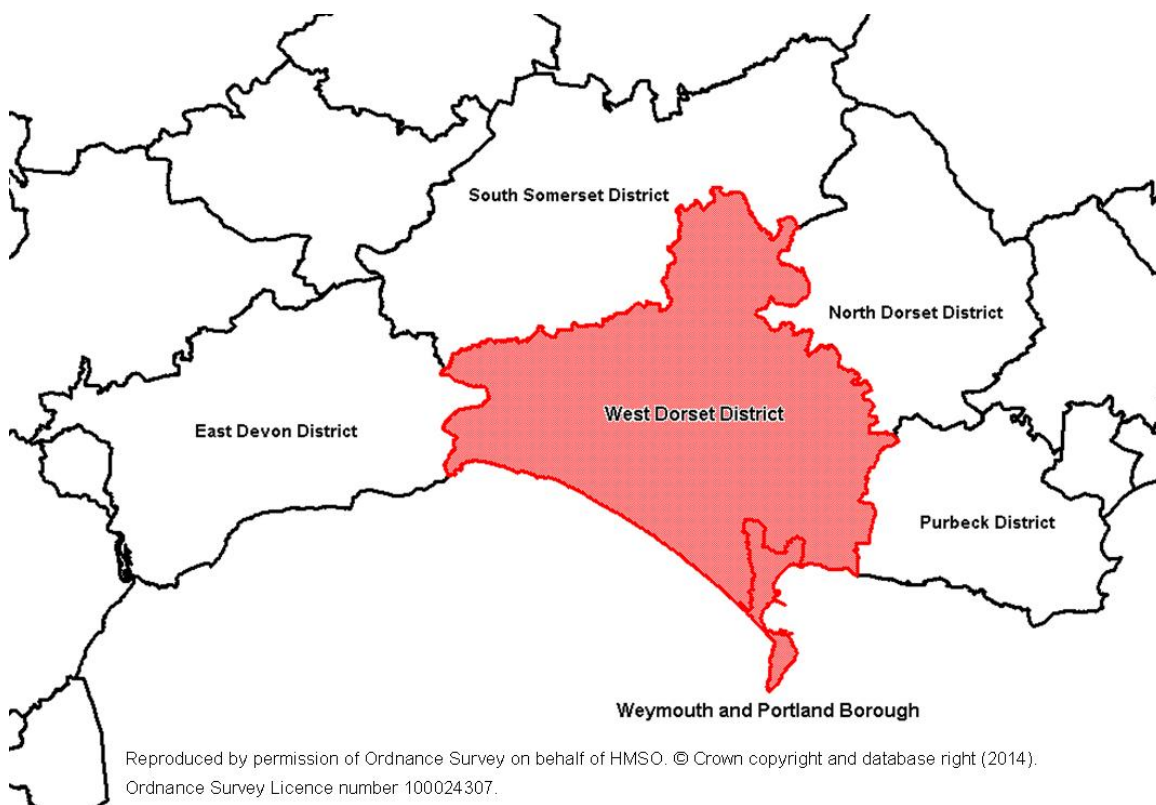 South Somerset District
North Dorset District
West Dorset District
East Devon District
Purbeck District
Weymouth and Portland Borough
Reproduced by permission of Ordnance Survey on behalf of HMSO. © Crown copyright and database right (2014).
Ordnance Survey Licence number 100024307.